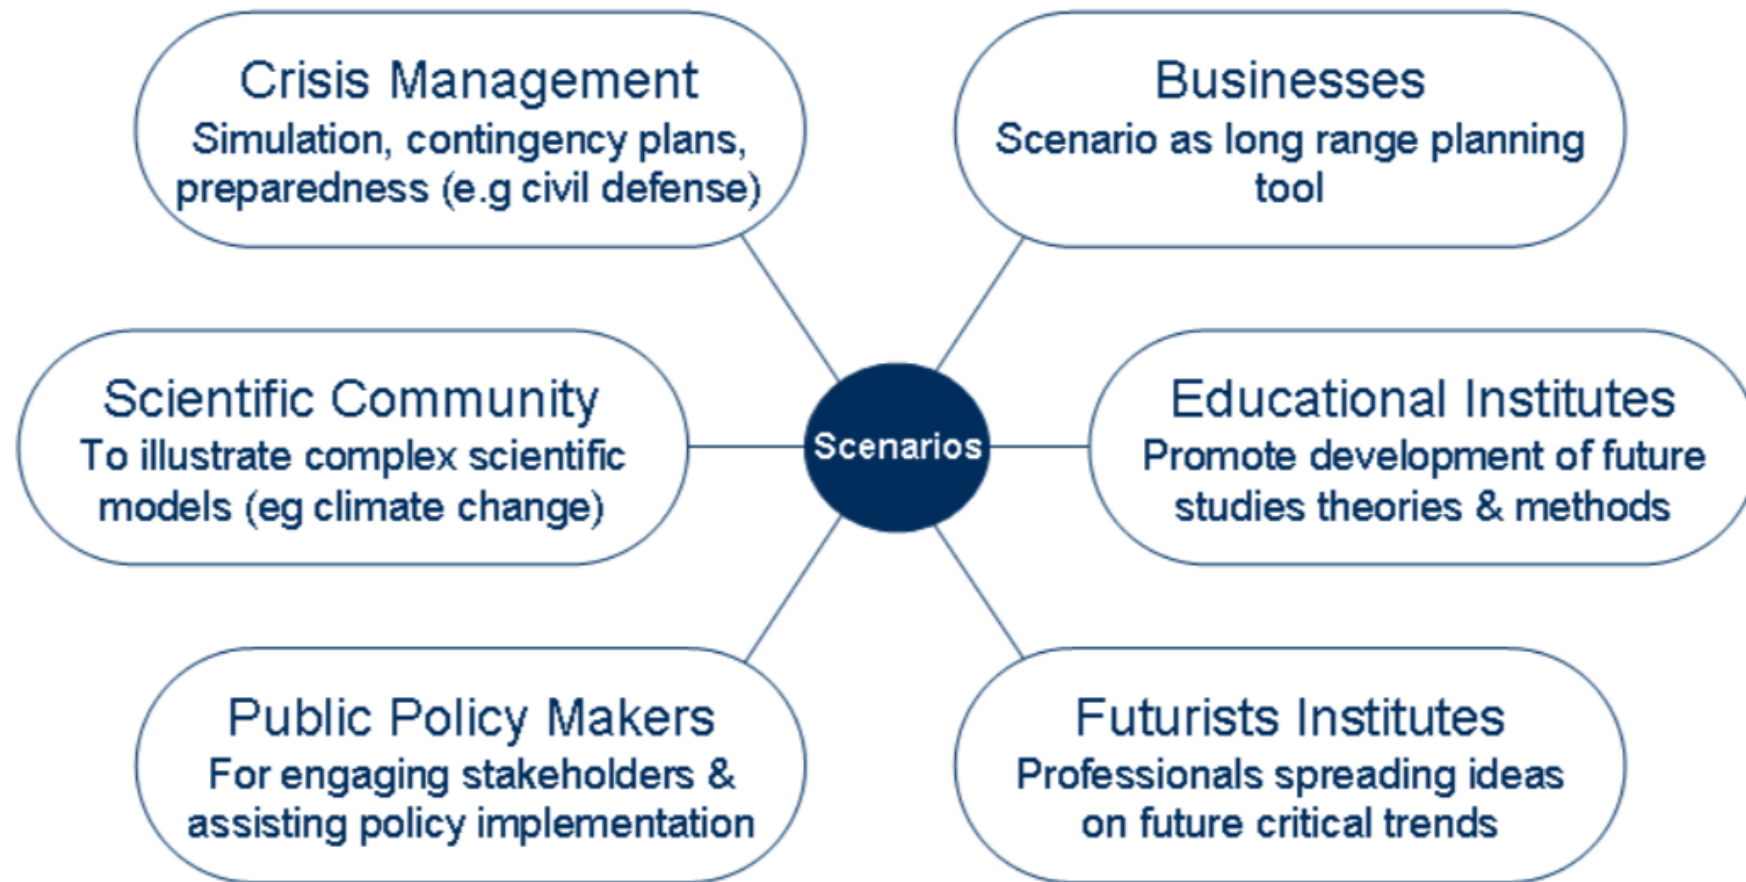 Crisis Management
Simulation, contingency plans,
preparedness (e.g civil defense)
Businesses
Scenario as long range planning
tool
Scientific Community
To illustrate complex scientific
models (eg climate change)
Scenarios
Educational Institutes
Promote development of future
studies theories & methods
Public Policy Makers
For engaging stakeholders &
assisting policy implementation
Futurists Institutes
Professionals spreading ideas
on future critical trends